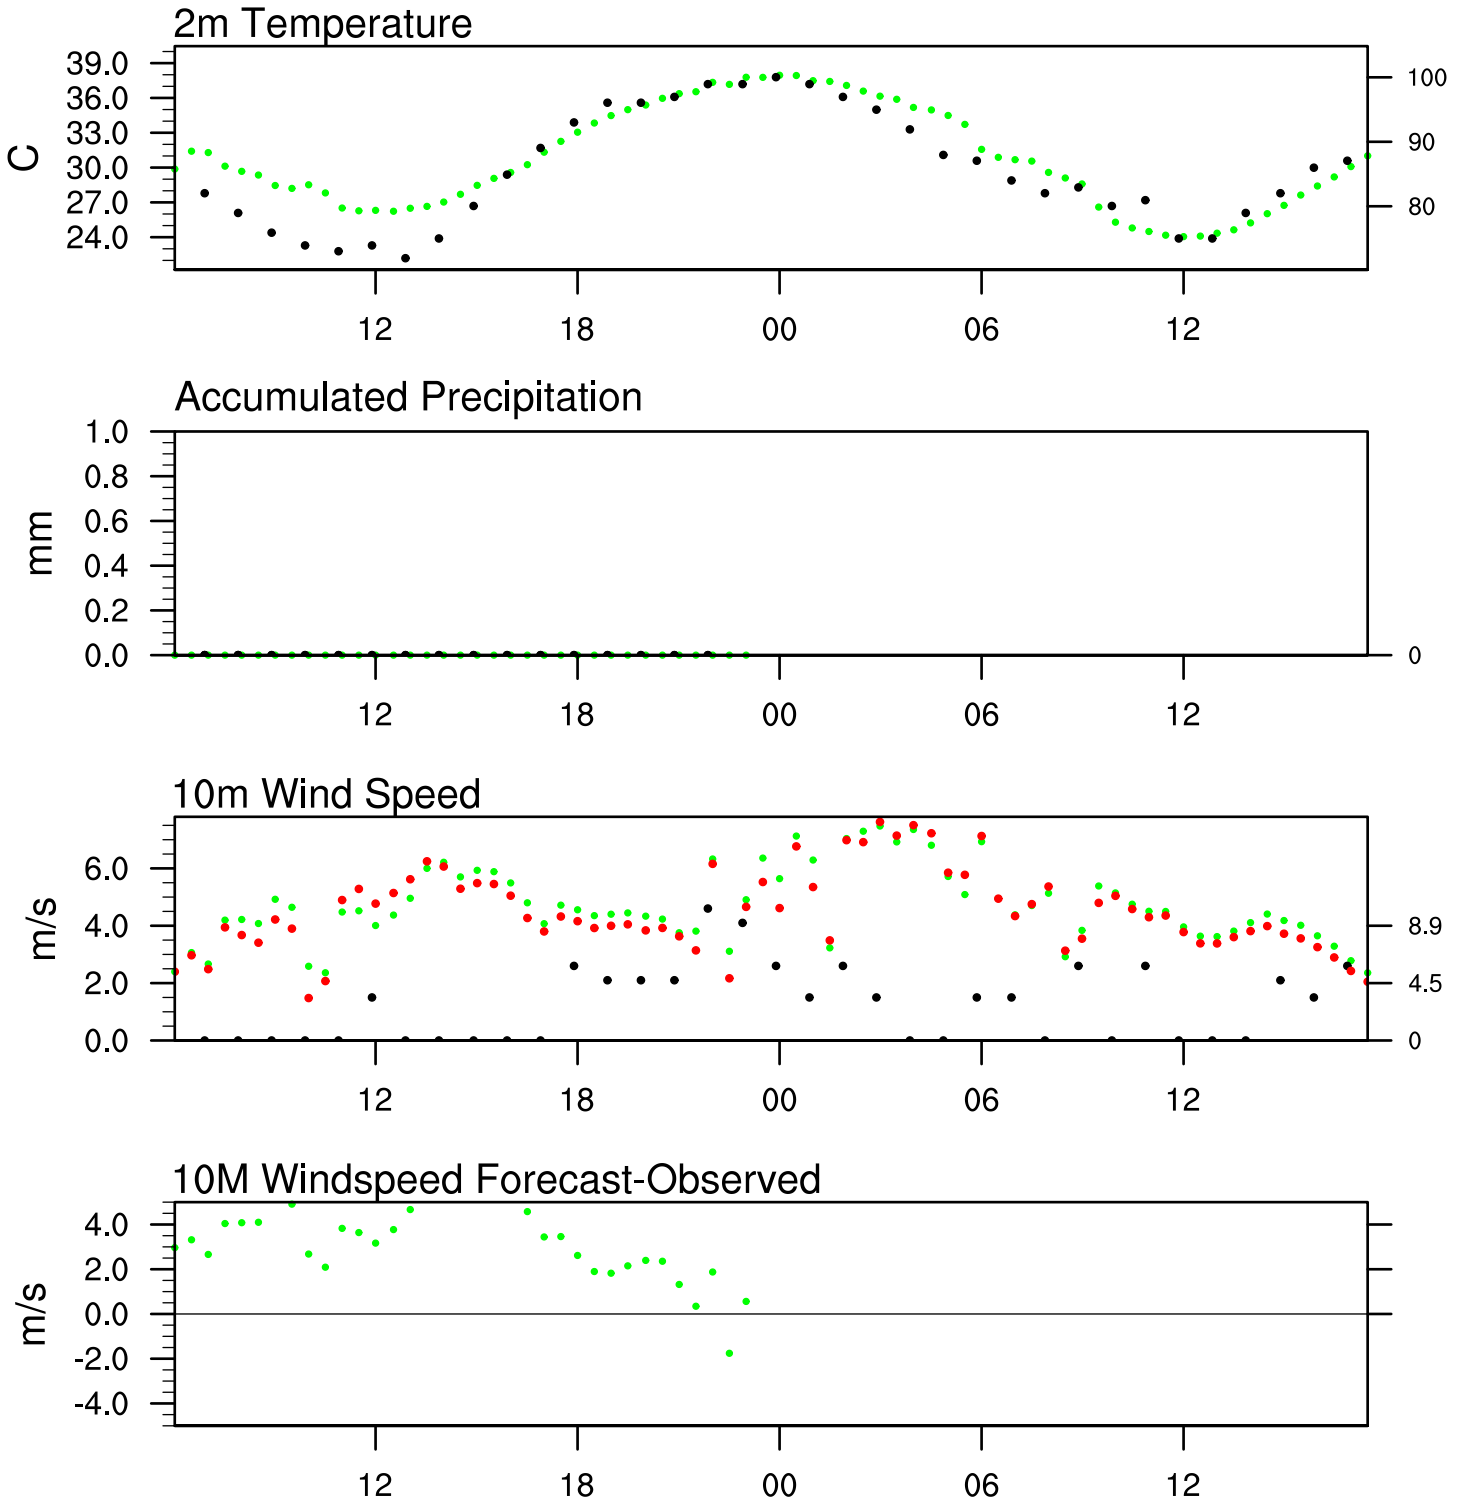 2m Temperature
39.0
36.0
33.0
30.0
27.0
24.0
C
100
90
80
12 18 00 06 12
Accumulated Precipitation
1.0
0.8
0.6
0.4
0.2
0.0
mm
0
12 18 00 06 12
10m Wind Speed
6.0
4.0
2.0
0.0
m/s
8.9
4.5
0
12 18 00 06 12
10M Windspeed Forecast-Observed
4.0
2.0
0.0
-2.0
-4.0
m/s
12 18 00 06 12